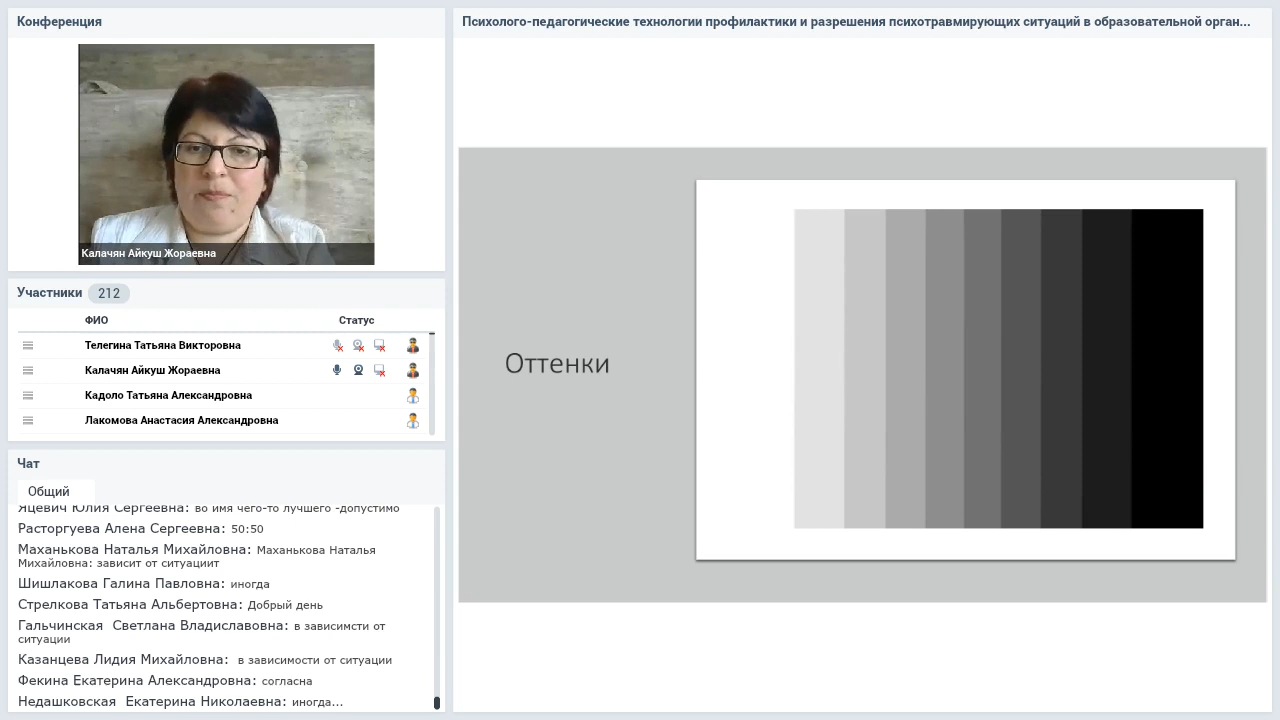 Конференция
Калачян Айкуш Жораевна
Участники 212
ФИО Статус
Телегина Татьяна Викторовна
Калачян Айкуш Жораевна
Кадоло Татьяна Александровна
Лакомова Анастасия Александровна
Чат
Общий
Яцевич Юлия Сергеевна: во имя чего-то лучшего -допустимо
Расторгуева Алена Сергеевна: 50:50
Маханькова Наталья Михайловна: Маханькова Наталья
Михайловна: зависит от ситуациит
Шишлакова Галина Павловна: иногда
Стрелкова Татьяна Альбертовна: Добрый день
Гальчинская Светлана Владиславовна: в зависимсти от
ситуации
Казанцева Лидия Михайловна: в зависимости от ситуации
Фекина Екатерина Александровна: согласна
Недашковская Екатерина Николаевна: иногда...
Психолого-педагогические технологии профилактики и разрешения психотравмирующих ситуаций в образовательной орган...
Оттенки